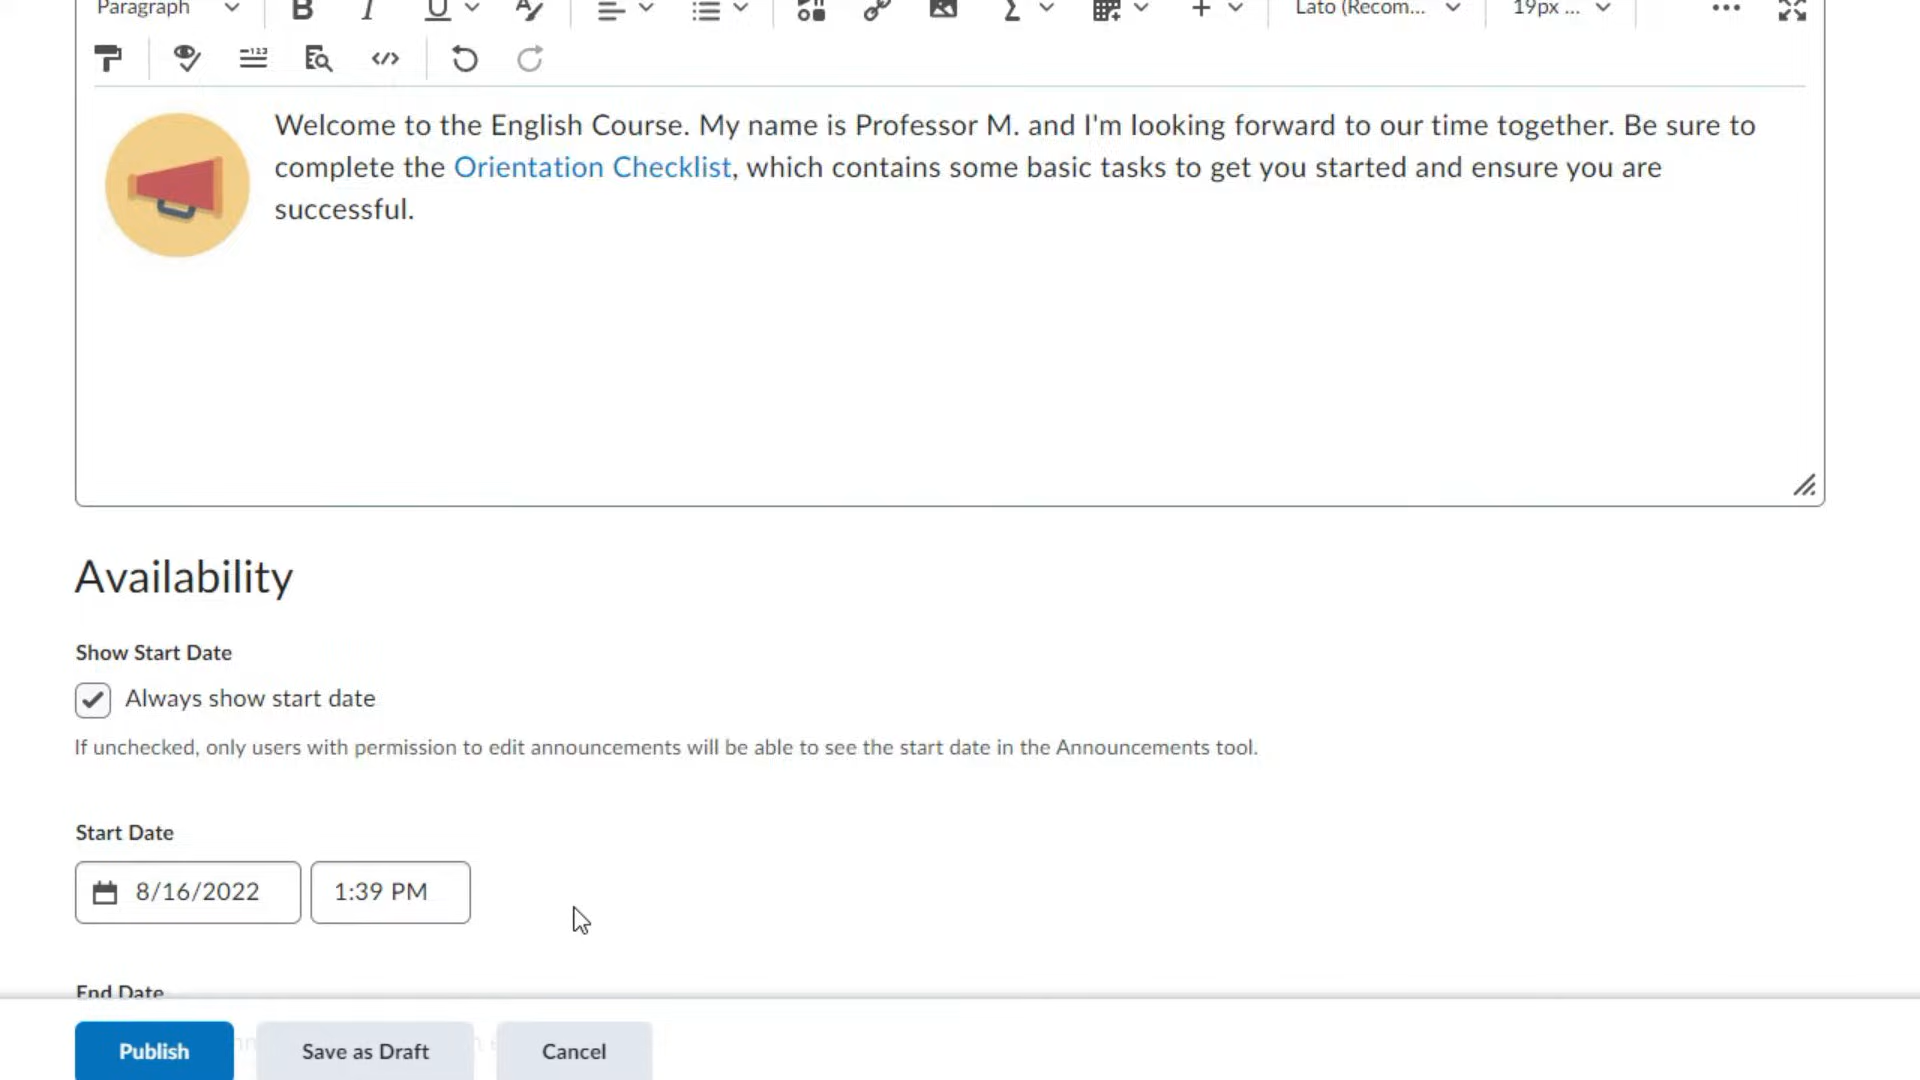 Paragraph
B I U Lato (Recom... 19px ...
Welcome to the English Course. My name is Professor M. and I'm looking forward to our time together. Be sure to
complete the Orientation Checklist, which contains some basic tasks to get you started and ensure you are
successful.
Availability
Show Start Date
Always show start date
If unchecked, only users with permission to edit announcements will be able to see the start date in the Announcements tool.
Start Date
8/16/2022 1:39 PM
End Date
Publish Save as Draft Cancel